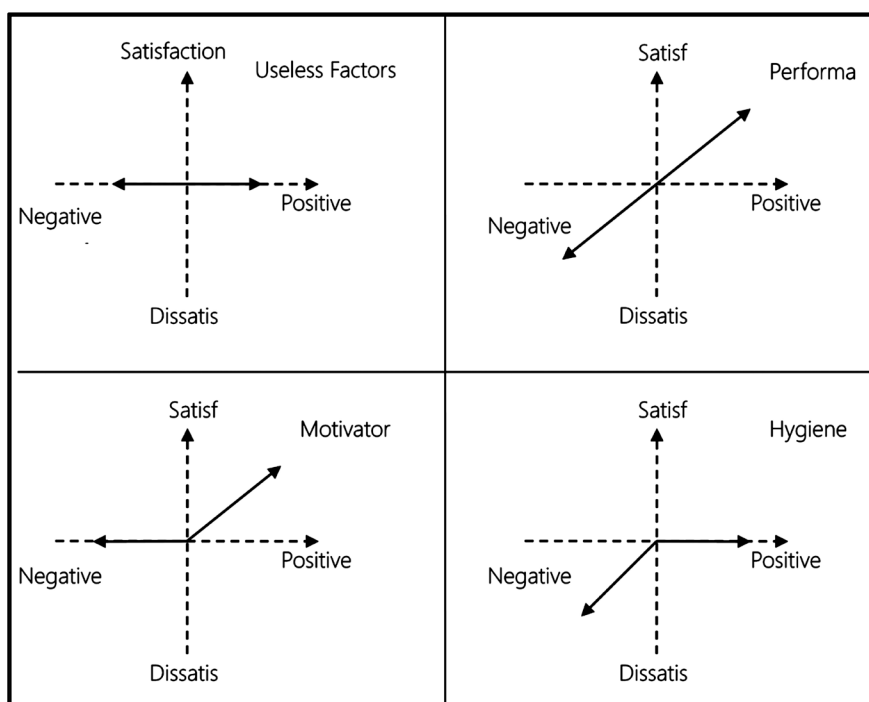 Satisfaction
Useless Factors
Negative
Positive
Dissatis
Satisf
Performa
Negative
Positive
Dissatis
Satisf
Motivator
Negative
Positive
Dissatis
Satisf
Hygiene
Negative
Positive
Dissatis